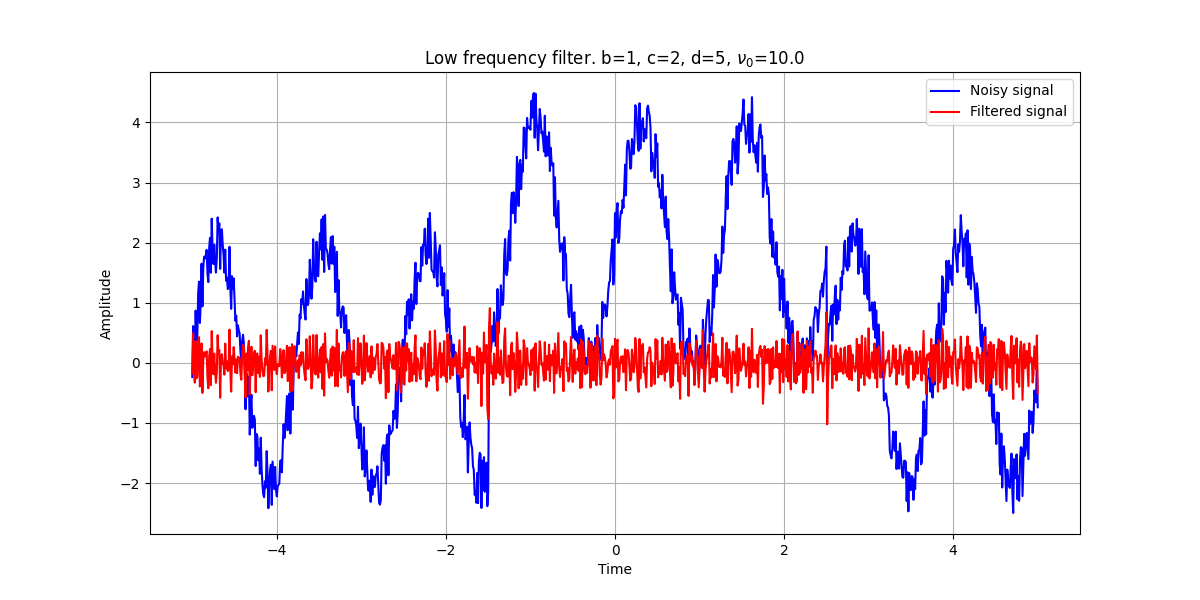 Low frequency filter. b=1, c=2, d=5, ν₀=10.0
Noisy signal
Filtered signal
Amplitude
4
3
2
1
0
−1
−2
−4
−2
0
2
4
Time